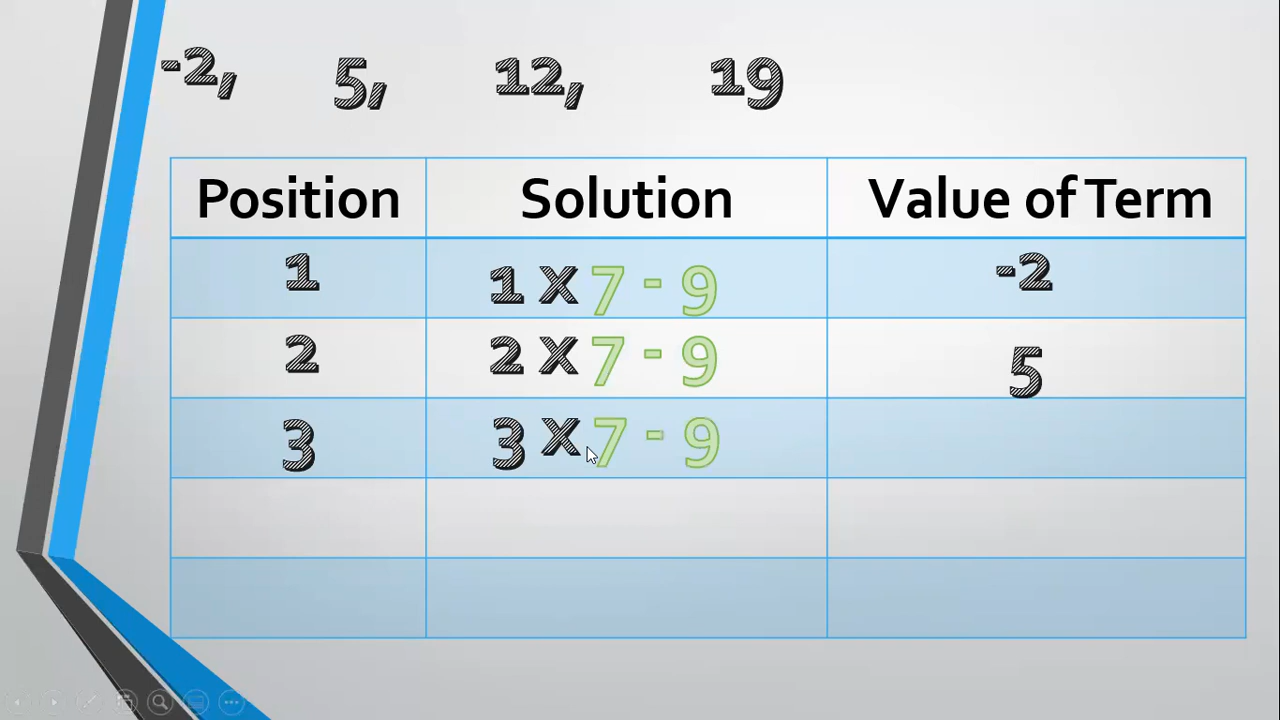 -2, 5, 12, 19
Position Solution Value of Term
1 1 X 7 - 9 -2
2 2 X 7 - 9 5
3 3 X 7 - 9